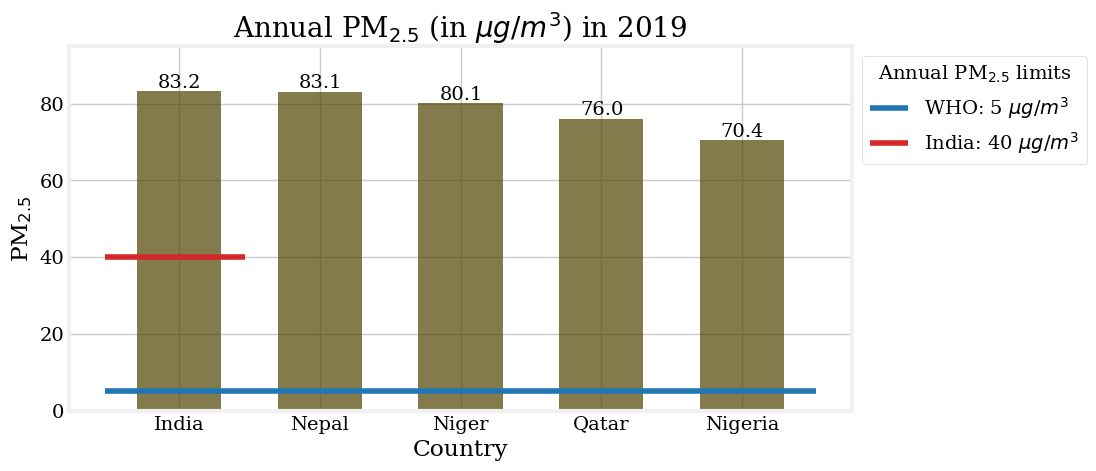 Annual PM₂.₅ (in μg/m³) in 2019
83.2
83.1
80.1
76.0
70.4
80
60
40
20
0
PM₂.₅
India
Nepal
Niger
Qatar
Nigeria
Country
Annual PM₂.₅ limits
WHO: 5 μg/m³
India: 40 μg/m³